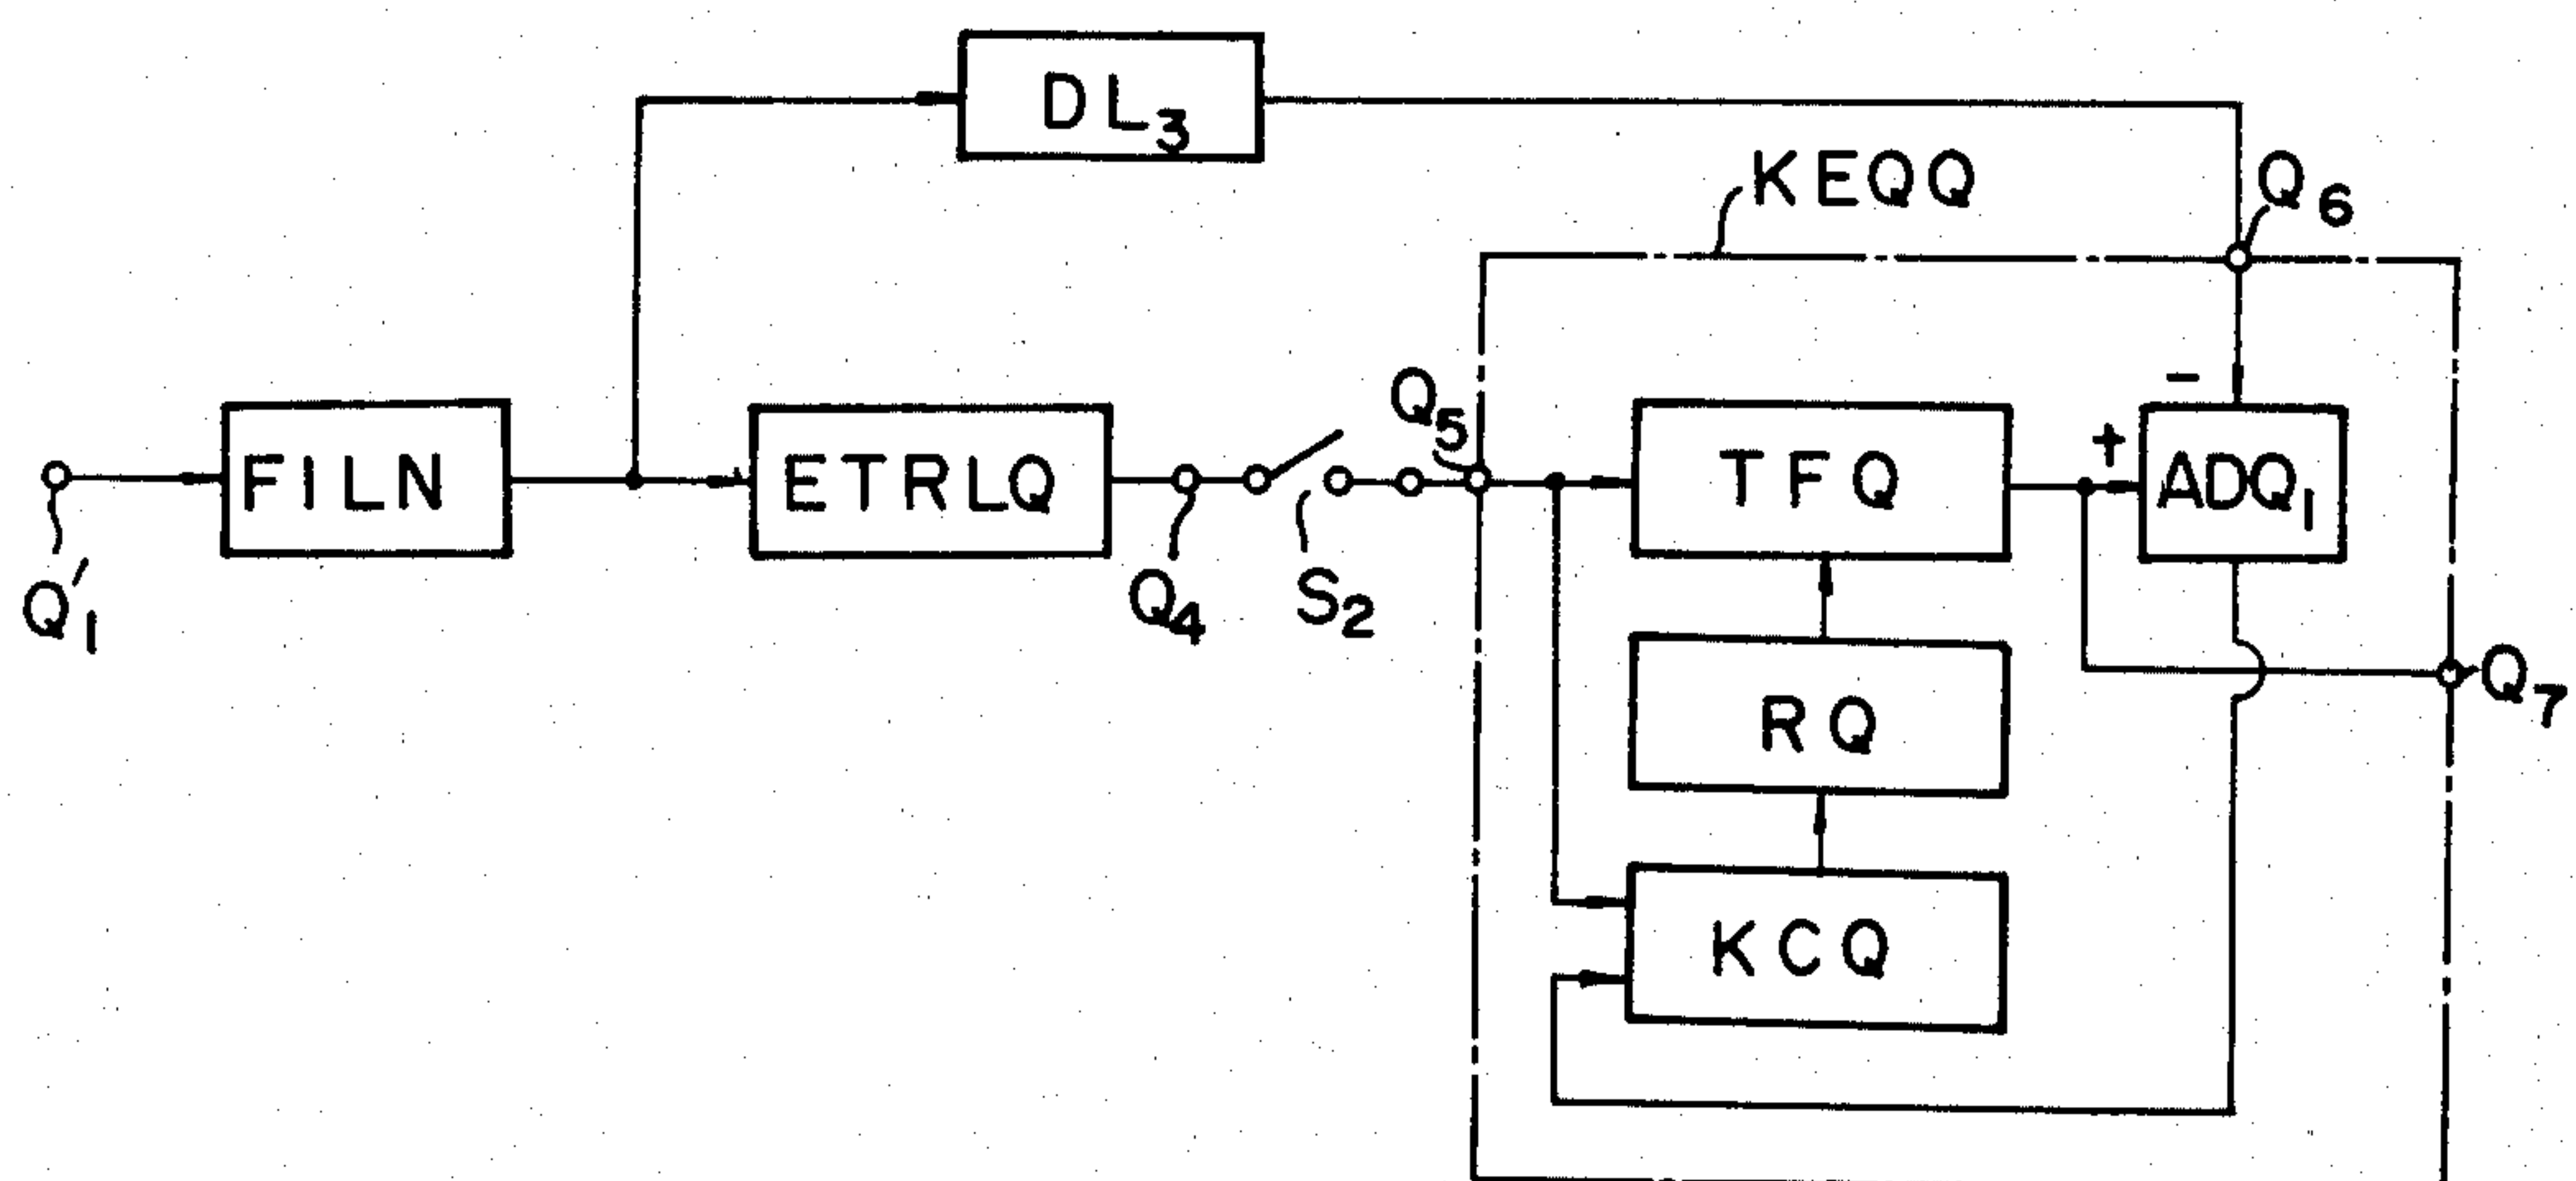 DL₃
KEQQ
Q₆
FILN
ETRLQ
Q₅
TFQ
-
+
ADQ₁
Q'₁
Q₄
S₂
RQ
Q₇
KCQ